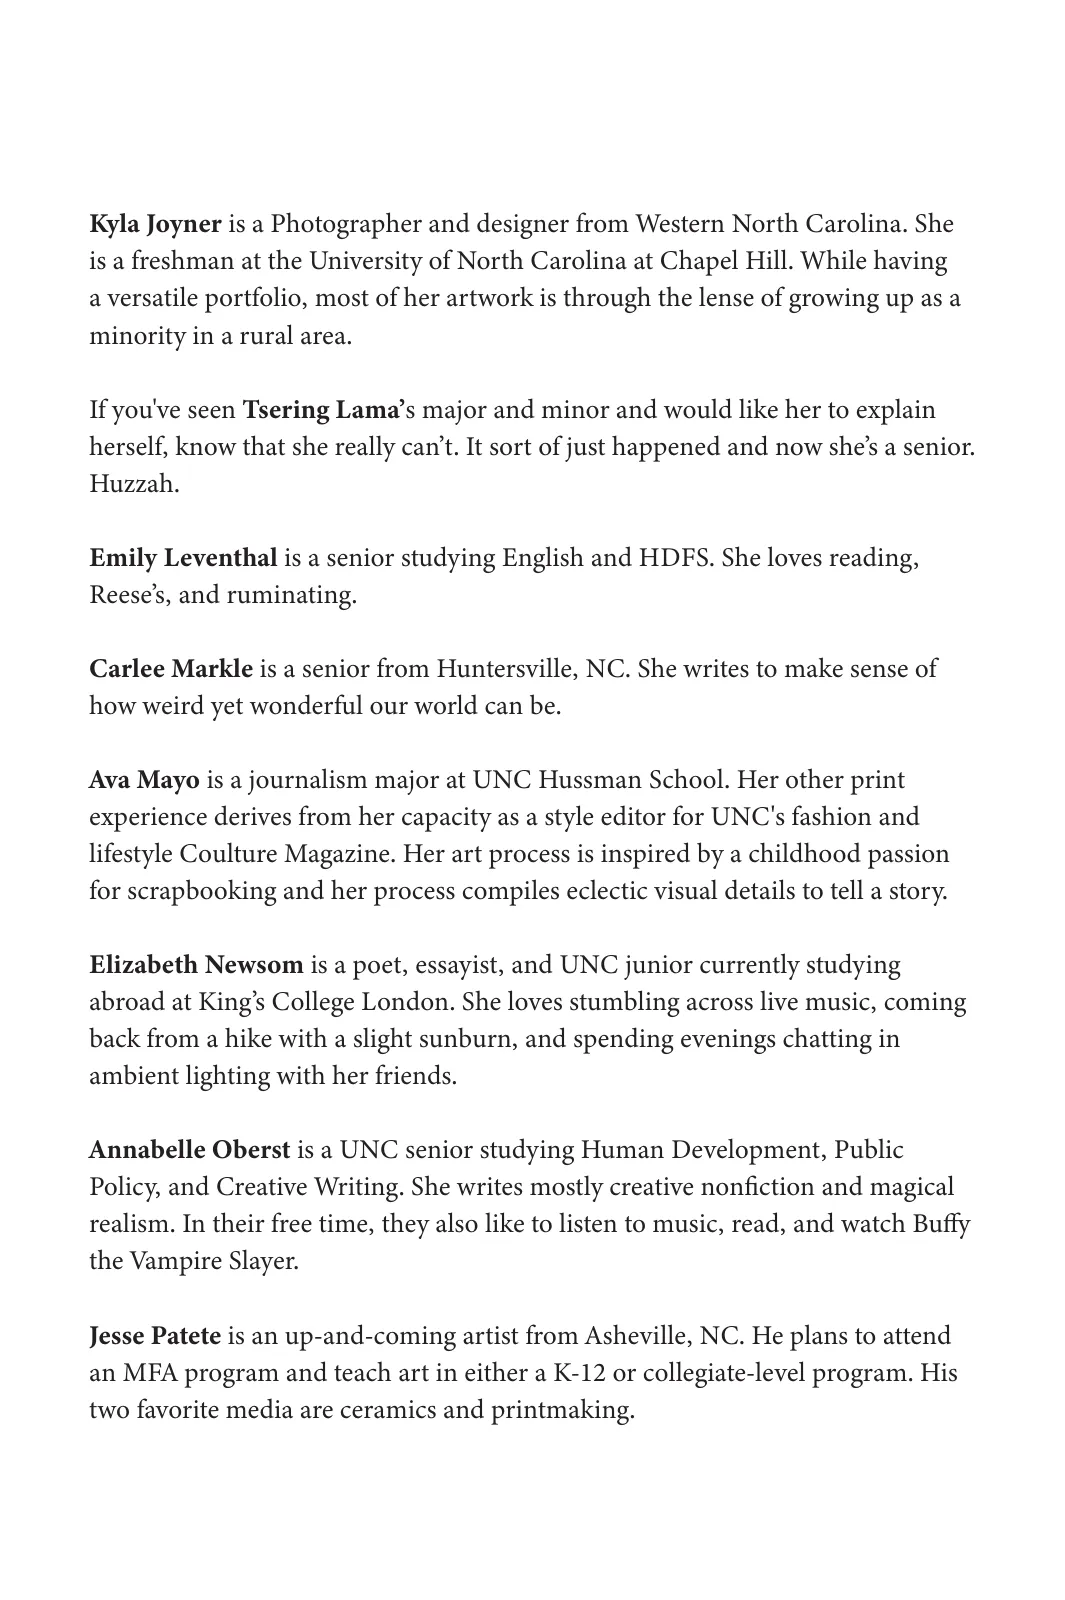 Kyla Joyner is a Photographer and designer from Western North Carolina. She
is a freshman at the University of North Carolina at Chapel Hill. While having
a versatile portfolio, most of her artwork is through the lense of growing up as a
minority in a rural area.
If you've seen Tsering Lama’s major and minor and would like her to explain
herself, know that she really can’t. It sort of just happened and now she’s a senior.
Huzzah.
Emily Leventhal is a senior studying English and HDFS. She loves reading,
Reese’s, and ruminating.
Carlee Markle is a senior from Huntersville, NC. She writes to make sense of
how weird yet wonderful our world can be.
Ava Mayo is a journalism major at UNC Hussman School. Her other print
experience derives from her capacity as a style editor for UNC's fashion and
lifestyle Coulture Magazine. Her art process is inspired by a childhood passion
for scrapbooking and her process compiles eclectic visual details to tell a story.
Elizabeth Newsom is a poet, essayist, and UNC junior currently studying
abroad at King’s College London. She loves stumbling across live music, coming
back from a hike with a slight sunburn, and spending evenings chatting in
ambient lighting with her friends.
Annabelle Oberst is a UNC senior studying Human Development, Public
Policy, and Creative Writing. She writes mostly creative nonfiction and magical
realism. In their free time, they also like to listen to music, read, and watch Buffy
the Vampire Slayer.
Jesse Patete is an up-and-coming artist from Asheville, NC. He plans to attend
an MFA program and teach art in either a K-12 or collegiate-level program. His
two favorite media are ceramics and printmaking.